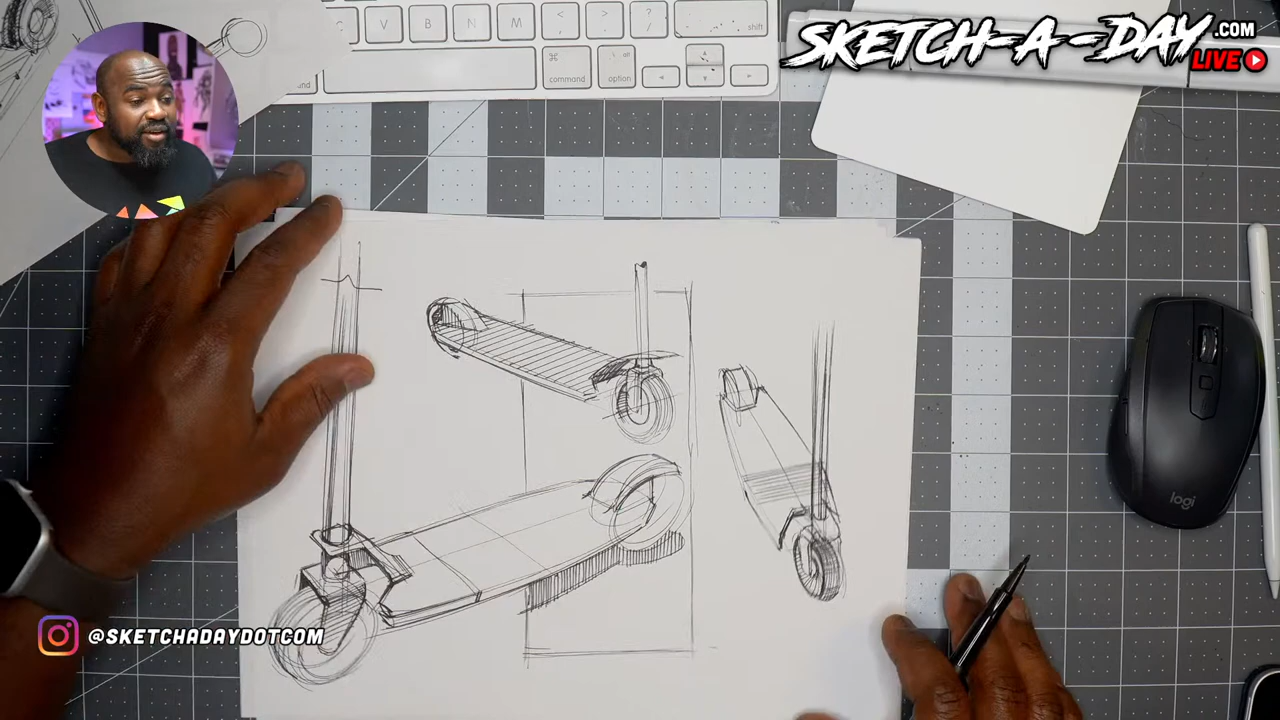 SKETCH-A-DAY.COM
LIVE
C V B N M < > ? shift
, . /
command option
@SKETCHADAYDOTCOM
logi